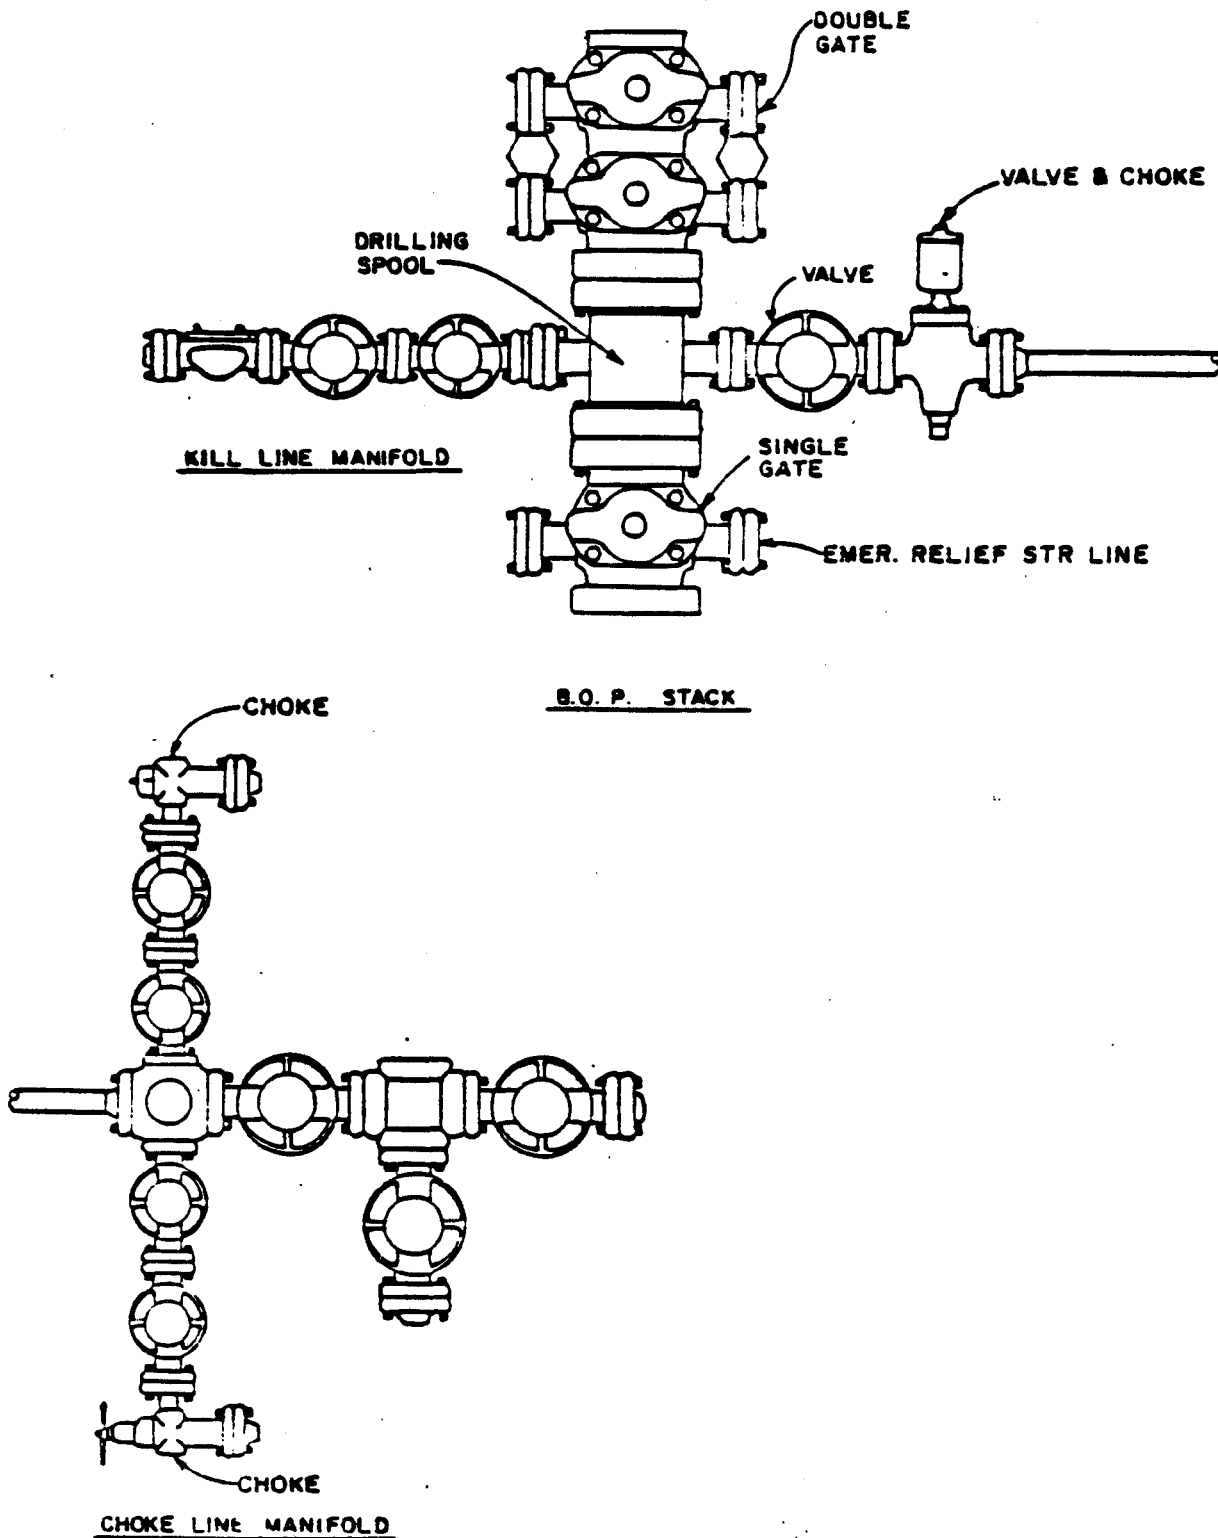 DOUBLE
GATE
VALVE & CHOKE
DRILLING
SPOOL
VALVE
KILL LINE MANIFOLD
SINGLE
GATE
EMER. RELIEF STR LINE
B.O.P. STACK
CHOKE
CHOKE
CHOKE LINE MANIFOLD